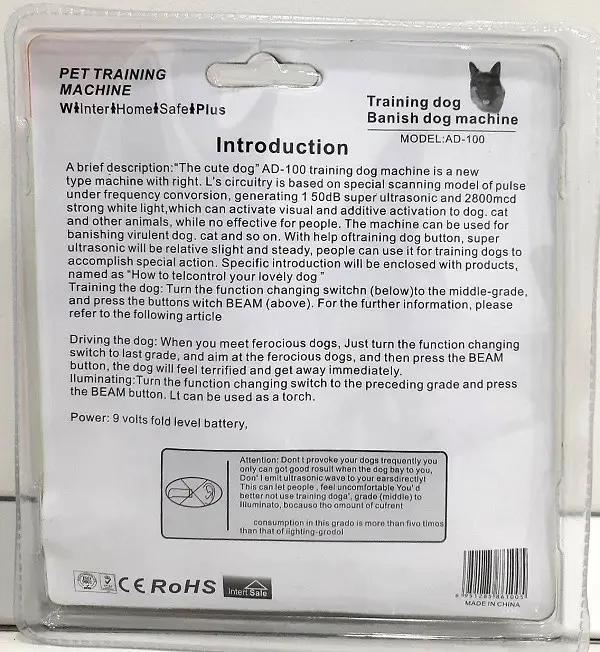 PET TRAINING
MACHINE
WinterHomeSafePlus
Training dog
Banish dog machine
MODEL:AD-100
Introduction
A brief description:"The cute dog" AD-100 training dog machine is a new
type machine with right. L's circuitry is based on special scanning model of pulse
under frequency convorsion, generating 1 50dB super ultrasonic and 2800mcd
strong white light,which can activate visual and additive activation to dog. cat
and other animals, while no effective for people. The machine can be used for
banishing virulent dog. cat and so on. With help oftraining dog button, super
ultrasonic will be relative slight and steady, people can use it for training dogs to
accomplish special action. Specific introduction will be enclosed with products,
named as "How to telcontrol your lovely dog "
Training the dog: Turn the function changing switchn (below)to the middle-grade,
and press the buttons witch BEAM (above). For the further information, please
refer to the following article
Driving the dog: When you meet ferocious dogs, Just turn the function changing
switch to last grade, and aim at the ferocious dogs, and then press the BEAM
button, the dog will feel terrified and get away immediately.
Iluminating:Turn the function changing switch to the preceding grade and press
the BEAM button. Lt can be used as a torch.
Power: 9 volts fold level battery,
Attention: Dont t provoke your dogs trequently you
only can got good rosult when the dog bay to you,
Don' l emit ultrasonic wave to your earsdirectly!
This can let people , feel uncomfortable You' d
better not use training doga', grado (middle) to
Illuminato, bocauso tho omount of cufrent
consumption in this grado is more than fivo timos
than that of iighting-grodol
CE RoHS
Intert Safe
MADE IN CHINA